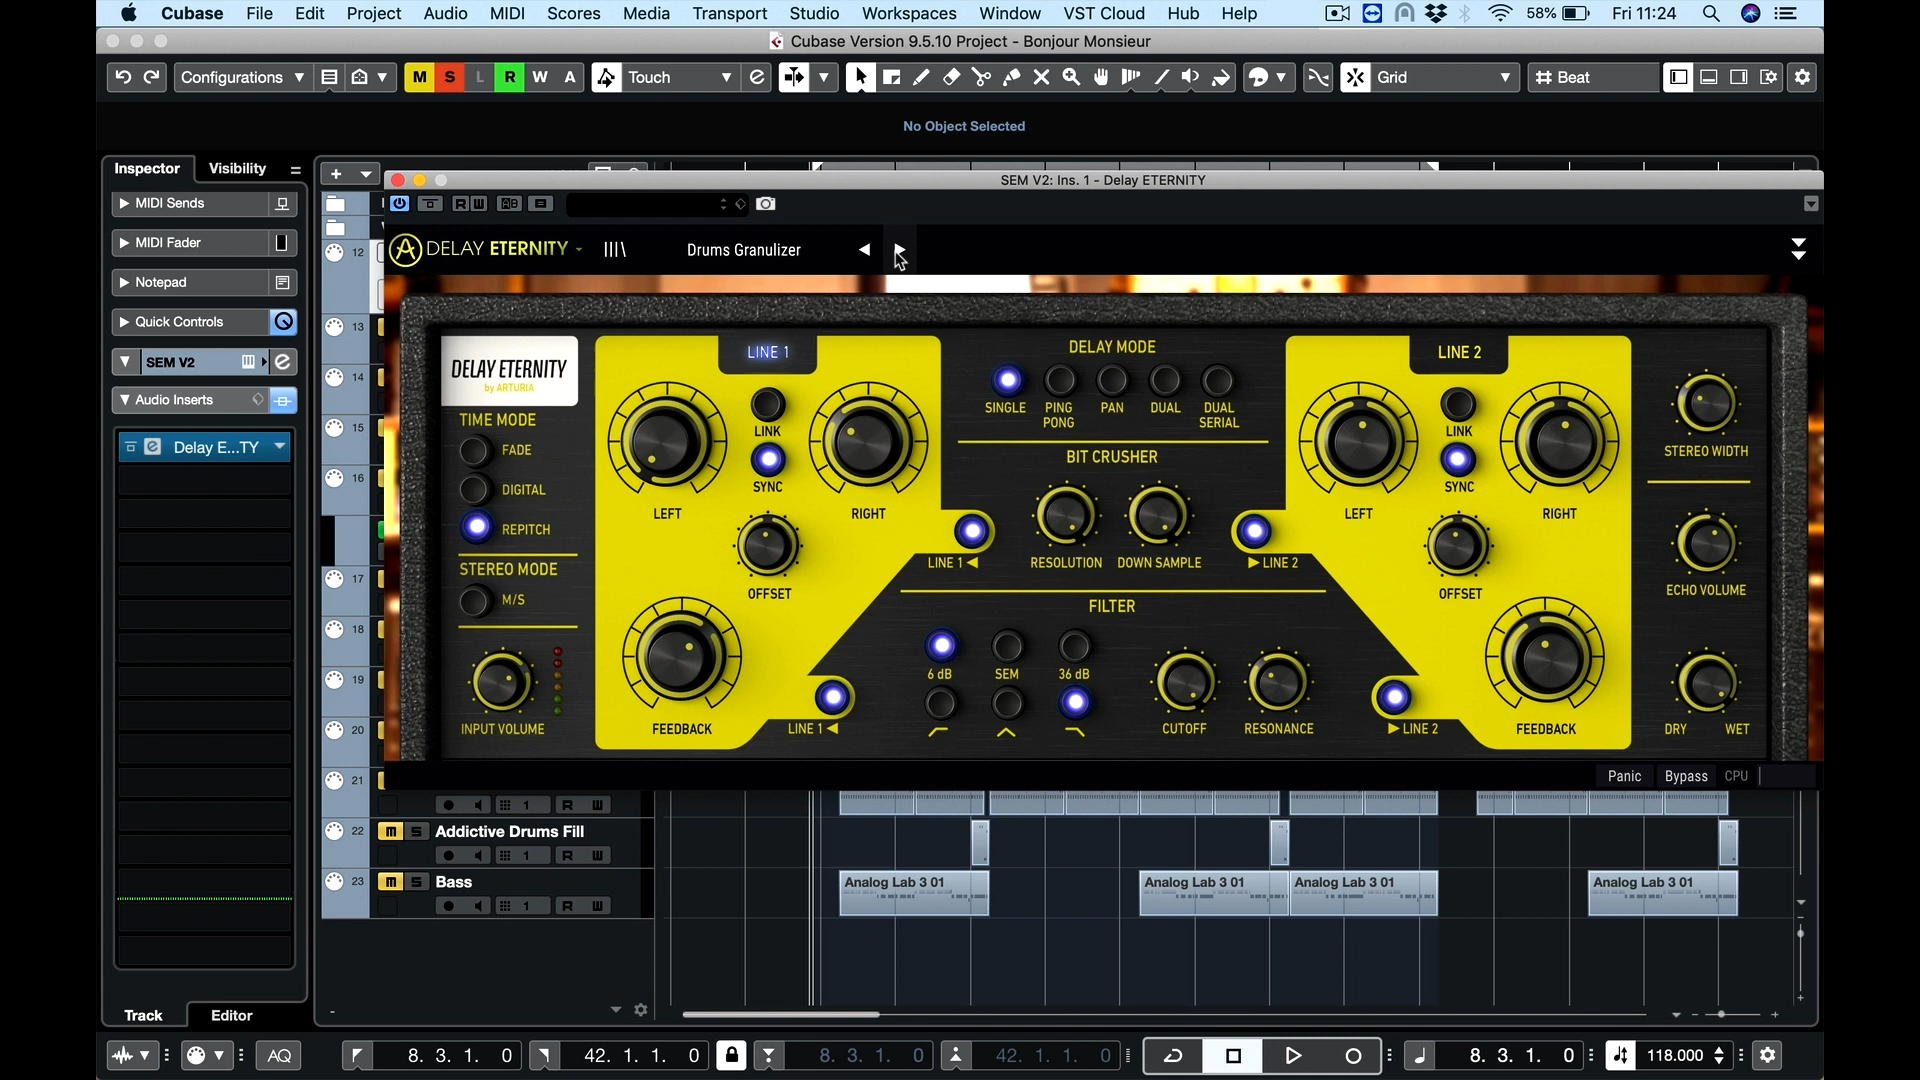 Cubase File Edit Project Audio MIDI Scores Media Transport Studio Workspaces Window VST Cloud Hub Help 58% Fri 11:24
Cubase Version 9.5.10 Project - Bonjour Monsieur
Configurations M S L R W A Touch Grid Beat
No Object Selected
Inspector Visibility
SEM V2: Ins. 1 - Delay ETERNITY
MIDI Sends
MIDI Fader
Notepad
Quick Controls
SEM V2
Audio Inserts
Delay E...TY
DELAY ETERNITY
Drums Granulizer
DELAY ETERNITY
by ARTURIA
TIME MODE
FADE
DIGITAL
REPITCH
STEREO MODE
M/S
INPUT VOLUME
LINE 1
LINK
SYNC
LEFT RIGHT
OFFSET
FEEDBACK
LINE 1
LINE 1
DELAY MODE
SINGLE PING PONG PAN DUAL DUAL SERIAL
BIT CRUSHER
RESOLUTION DOWN SAMPLE
FILTER
6 dB SEM 36 dB
CUTOFF RESONANCE
LINE 2
LINK
SYNC
LEFT RIGHT
OFFSET
FEEDBACK
LINE 2
LINE 2
STEREO WIDTH
ECHO VOLUME
DRY WET
Panic Bypass CPU
12
13
14
15
16
17
18
19
20
21
1 R W
22 m S Addictive Drums Fill
1 R W
23 m S Bass
1 R W
Analog Lab 3 01 Analog Lab 3 01 Analog Lab 3 01 Analog Lab 3 01
Track Editor
AQ 8. 3. 1. 0 42. 1. 1. 0 8. 3. 1. 0 42. 1. 1. 0 8. 3. 1. 0 118.000